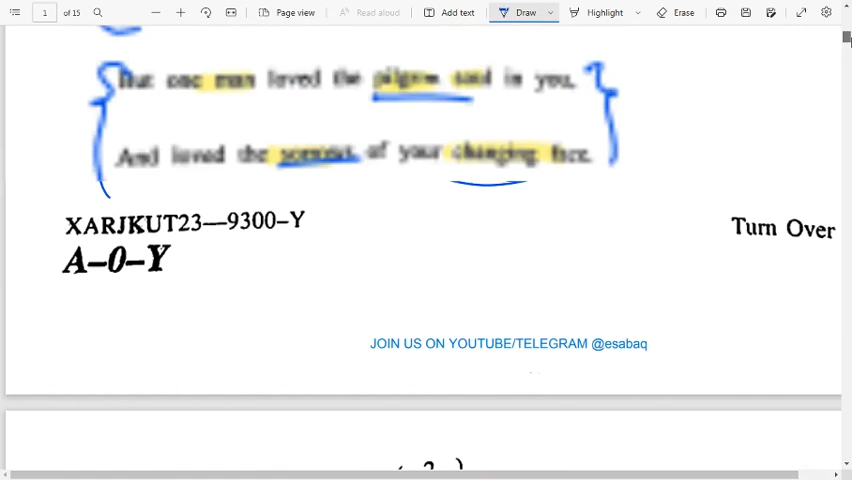 1 of 15
Page view
Read aloud
Add text
Draw
Highlight
Erase
But one man loved the pilgrim soul in you,
And loved the sorrows of your changing face.
XARJKUT23—9300–Y
Turn Over
A–0–Y
JOIN US ON YOUTUBE/TELEGRAM @esabaq
( 2 )